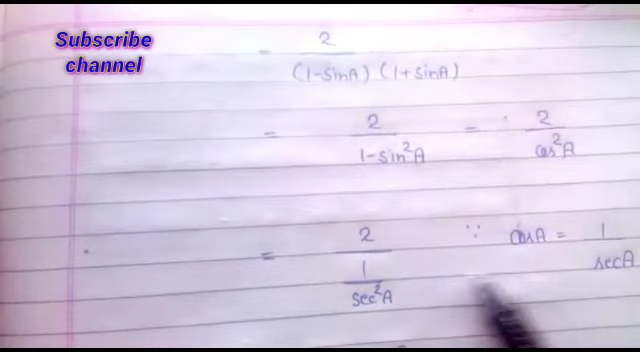 Subscribe
channel
= 2 / (1-sinA) (1+sinA)
= 2 / 1-sin²A = 2 / cos²A
= 2 / 1 / sec²A ∵ cosA = 1 / secA